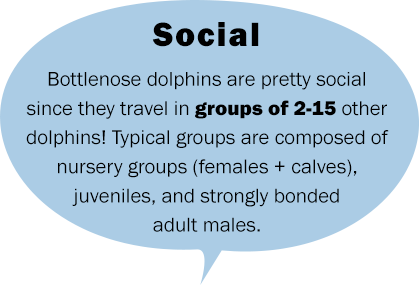 Social
Bottlenose dolphins are pretty social
since they travel in groups of 2-15 other
dolphins! Typical groups are composed of
nursery groups (females + calves),
juveniles, and strongly bonded
adult males.